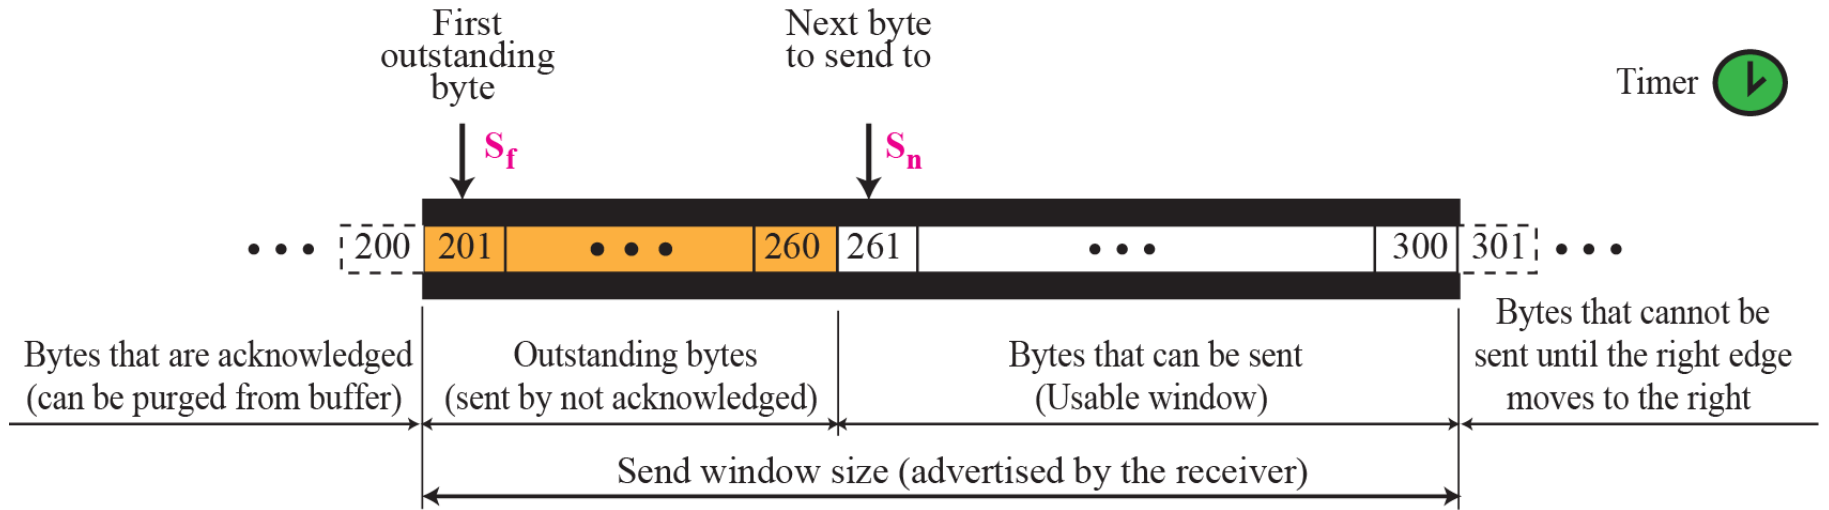 First
outstanding
byte
Next byte
to send to
Timer
Sf
Sn
••• 200 201 ••• 260 261 ••• 300 301 •••
Bytes that are acknowledged
(can be purged from buffer)
Outstanding bytes
(sent by not acknowledged)
Bytes that can be sent
(Usable window)
Bytes that cannot be
sent until the right edge
moves to the right
Send window size (advertised by the receiver)